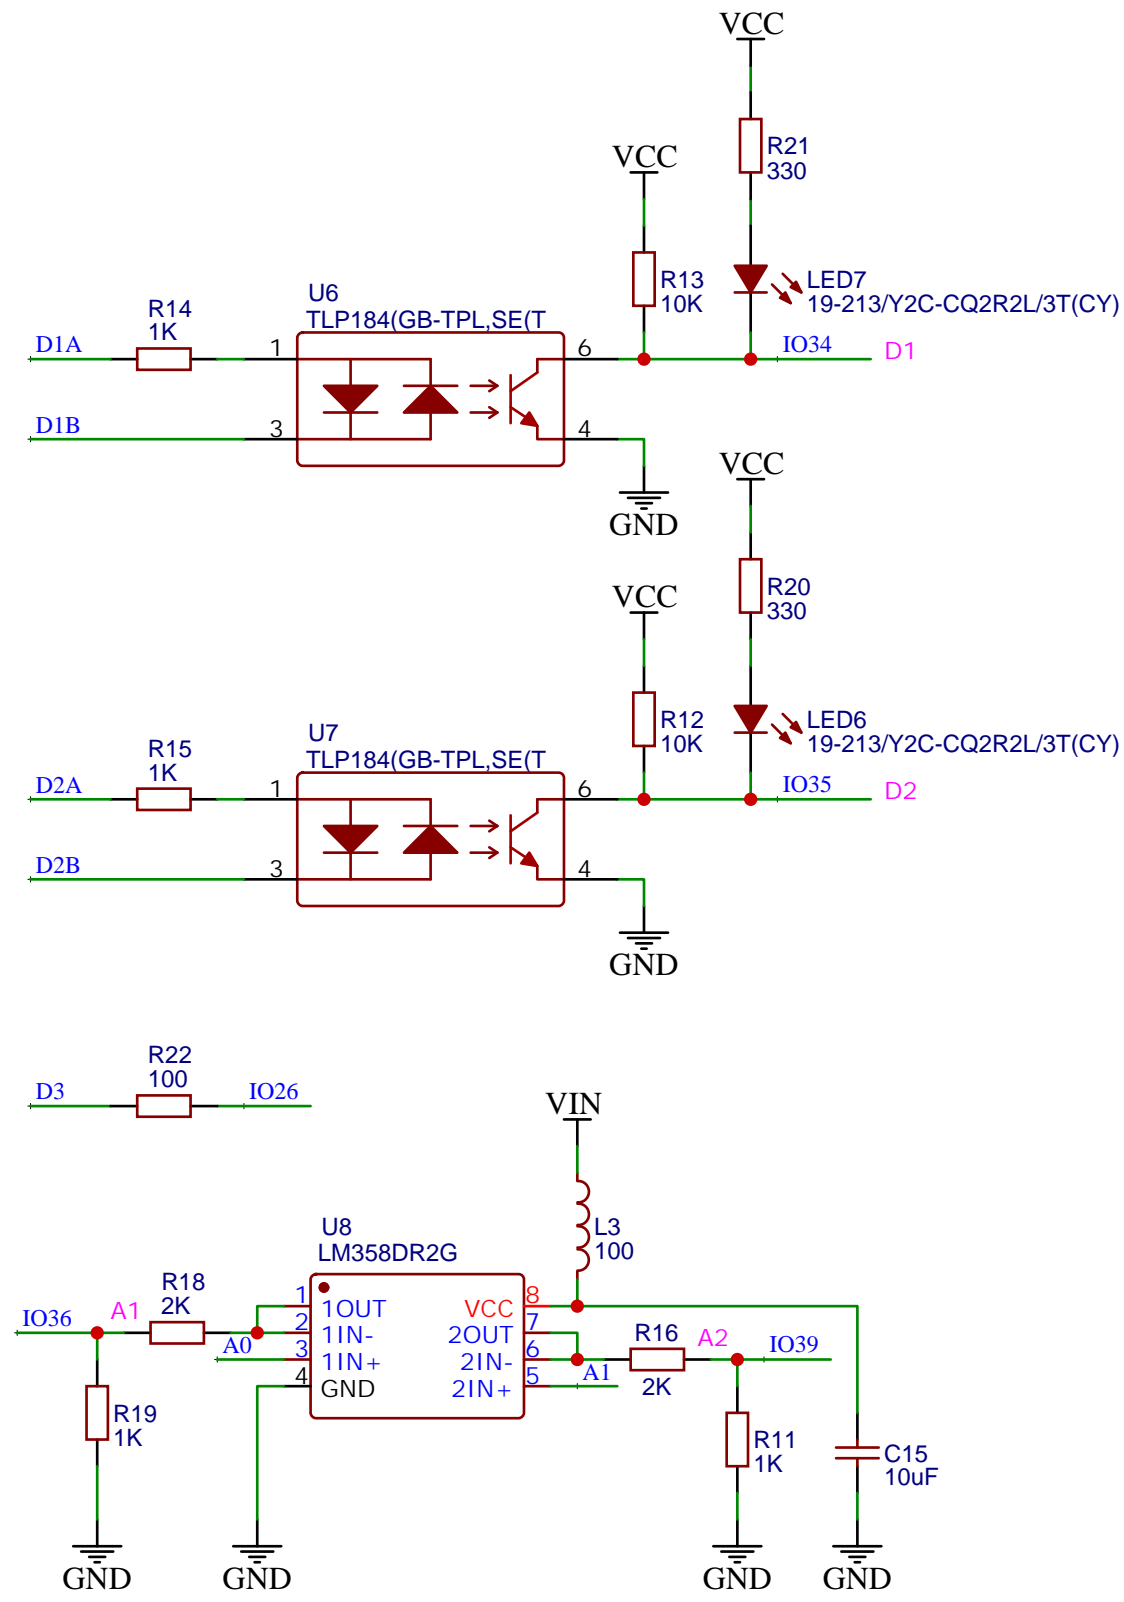 VCC
R21
330
VCC
R13
10K
LED7
19-213/Y2C-CQ2R2L/3T(CY)
U6
TLP184(GB-TPL,SE(T
R14
1K
D1A
1
6
IO34
D1
D1B
3
4
GND
VCC
R20
330
VCC
R12
10K
LED6
19-213/Y2C-CQ2R2L/3T(CY)
U7
TLP184(GB-TPL,SE(T
R15
1K
D2A
1
6
IO35
D2
D2B
3
4
GND
R22
100
D3
IO26
VIN
L3
100
U8
LM358DR2G
R18
2K
IO36
A1
A0
1
1OUT
2
1IN-
3
1IN+
4
GND
VCC
8
2OUT
7
2IN-
6
2IN+
5
A1
R16
2K
A2
IO39
R19
1K
R11
1K
C15
10uF
GND
GND
GND
GND